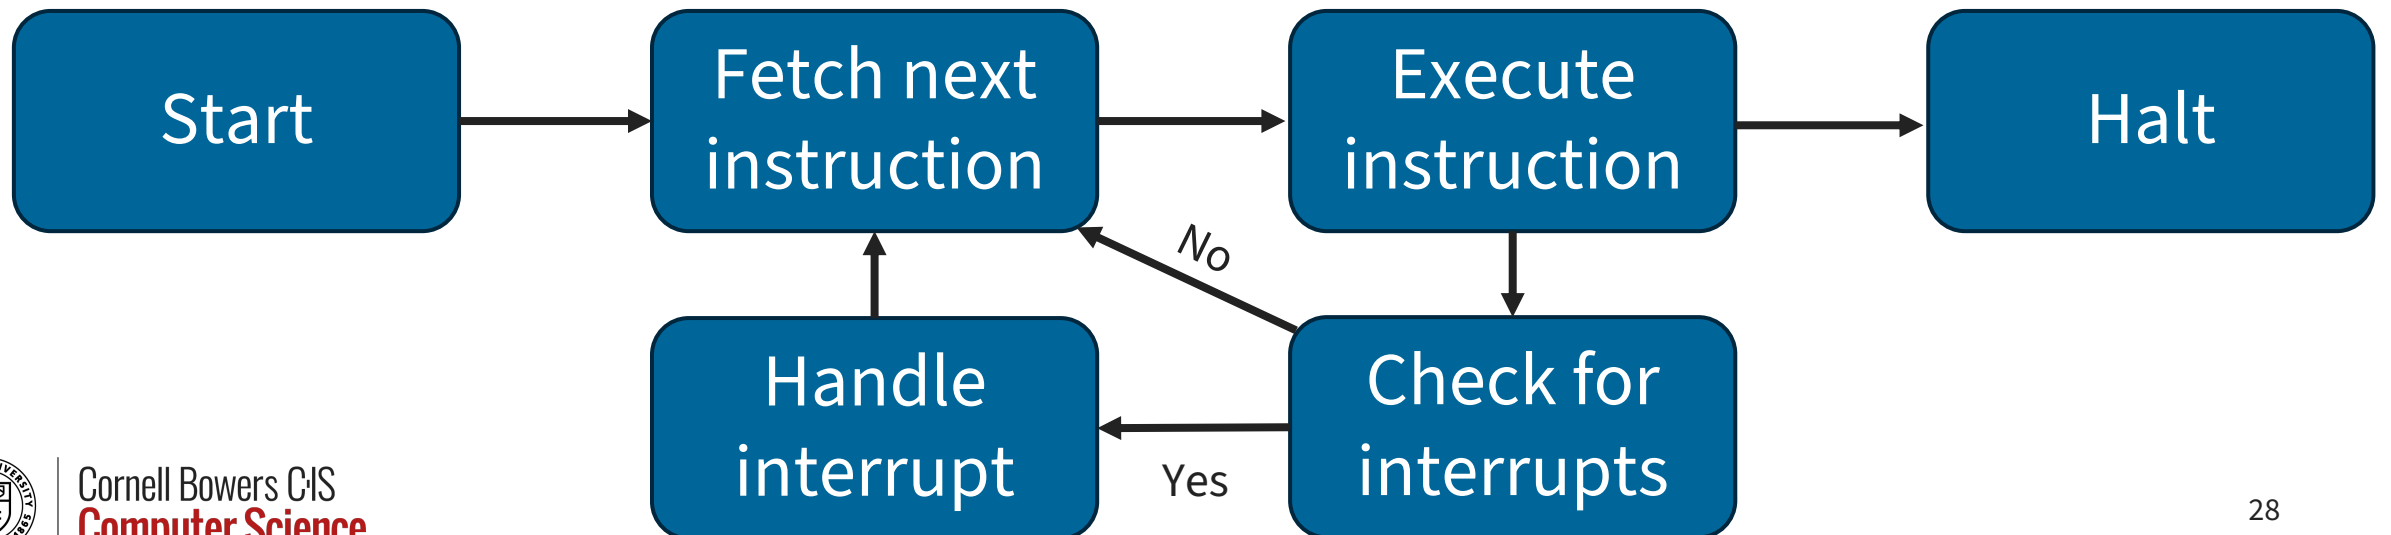 Start
Fetch next
instruction
Execute
instruction
Halt
No
Handle
interrupt
Yes
Check for
interrupts
Cornell Bowers CIS
Computer Science
28